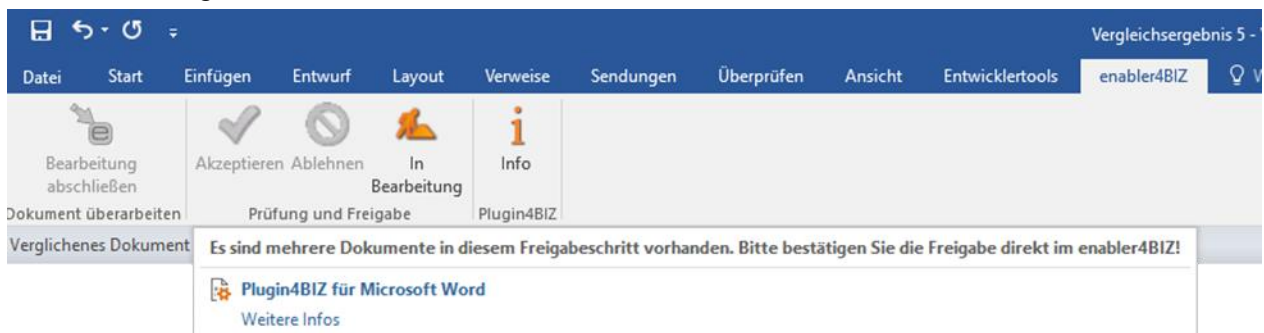 Vergleichsergebnis 5 -
Datei Start Einfügen Entwurf Layout Verweise Sendungen Überprüfen Ansicht Entwicklertools enabler4BIZ
Bearbeitung abschließen
Akzeptieren Ablehnen In Bearbeitung
Info
Dokument überarbeiten Prüfung und Freigabe Plugin4BIZ
Verglichenes Dokument
Es sind mehrere Dokumente in diesem Freigabeschritt vorhanden. Bitte bestätigen Sie die Freigabe direkt im enabler4BIZ!
Plugin4BIZ für Microsoft Word
Weitere Infos